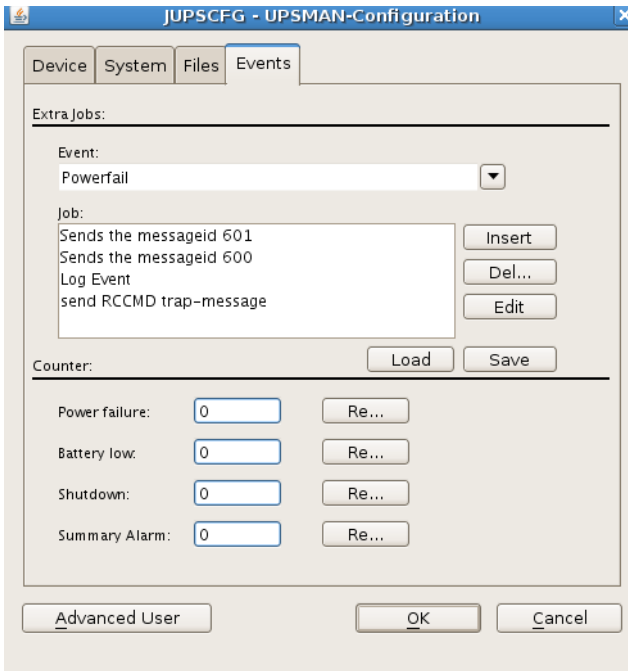 JUPSCFG - UPSMAN-Configuration
Device System Files Events
Extra Jobs:
Event:
Powerfail
Job:
Sends the messageid 601
Sends the messageid 600
Log Event
send RCCMD trap-message
Insert
Del...
Edit
Load Save
Counter:
Power failure: 0 Re...
Battery low: 0 Re...
Shutdown: 0 Re...
Summary Alarm: 0 Re...
Advanced User OK Cancel